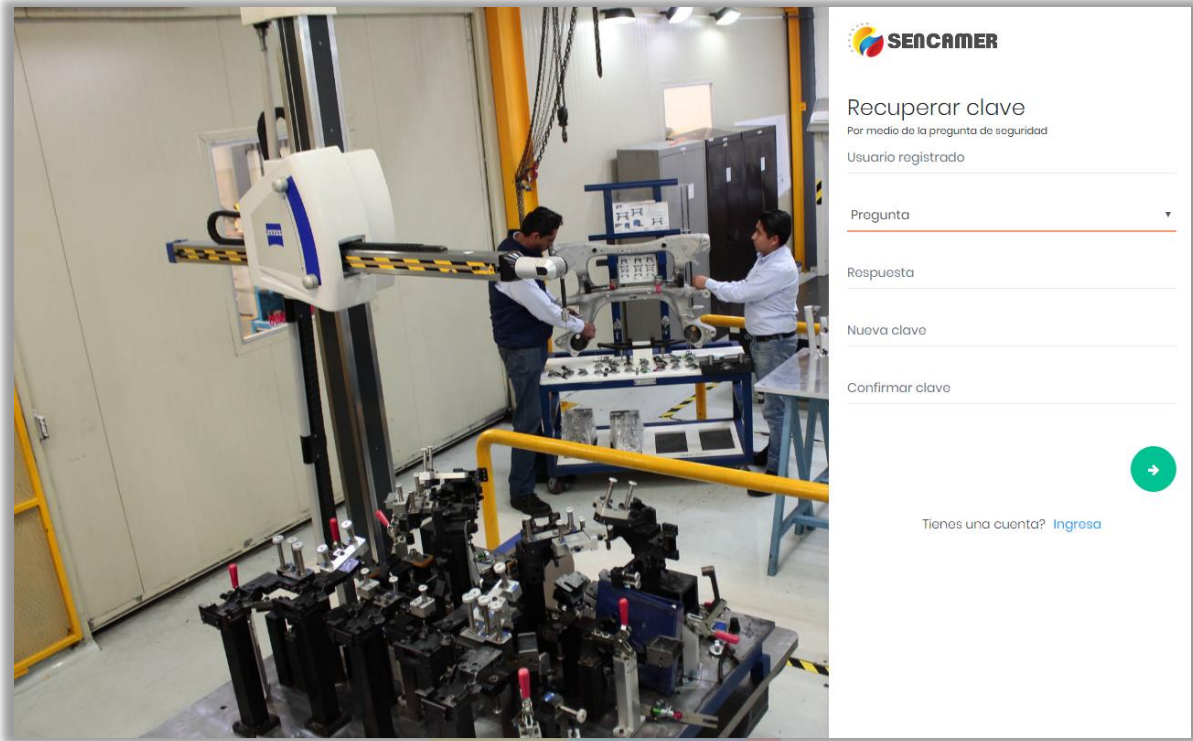 ZEISS
SENCAMER
Recuperar clave
Por medio de la pregunta de seguridad
Usuario registrado
Pregunta
Respuesta
Nueva clave
Confirmar clave
Tienes una cuenta? Ingresa